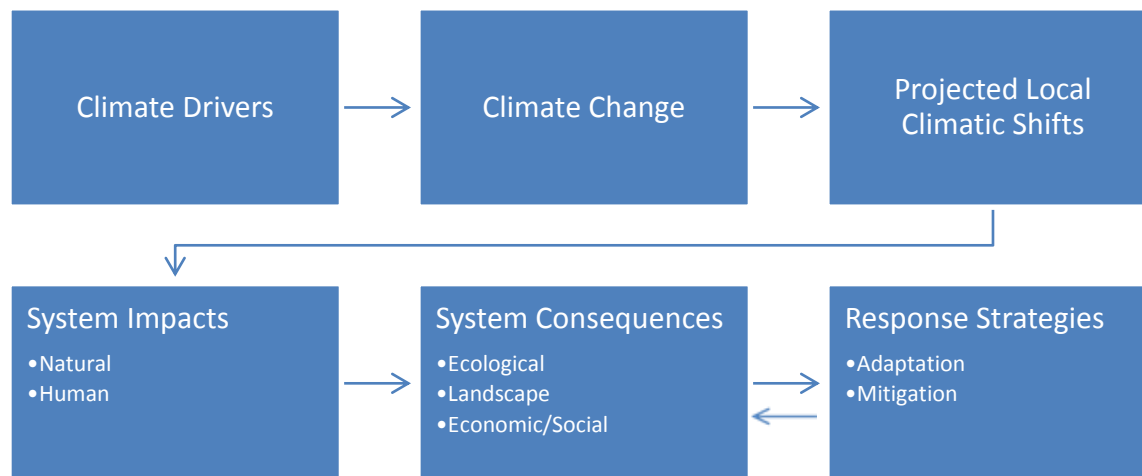 Climate Drivers
Climate Change
Projected Local
Climatic Shifts
System Impacts
•Natural
•Human
System Consequences
•Ecological
•Landscape
•Economic/Social
Response Strategies
•Adaptation
•Mitigation